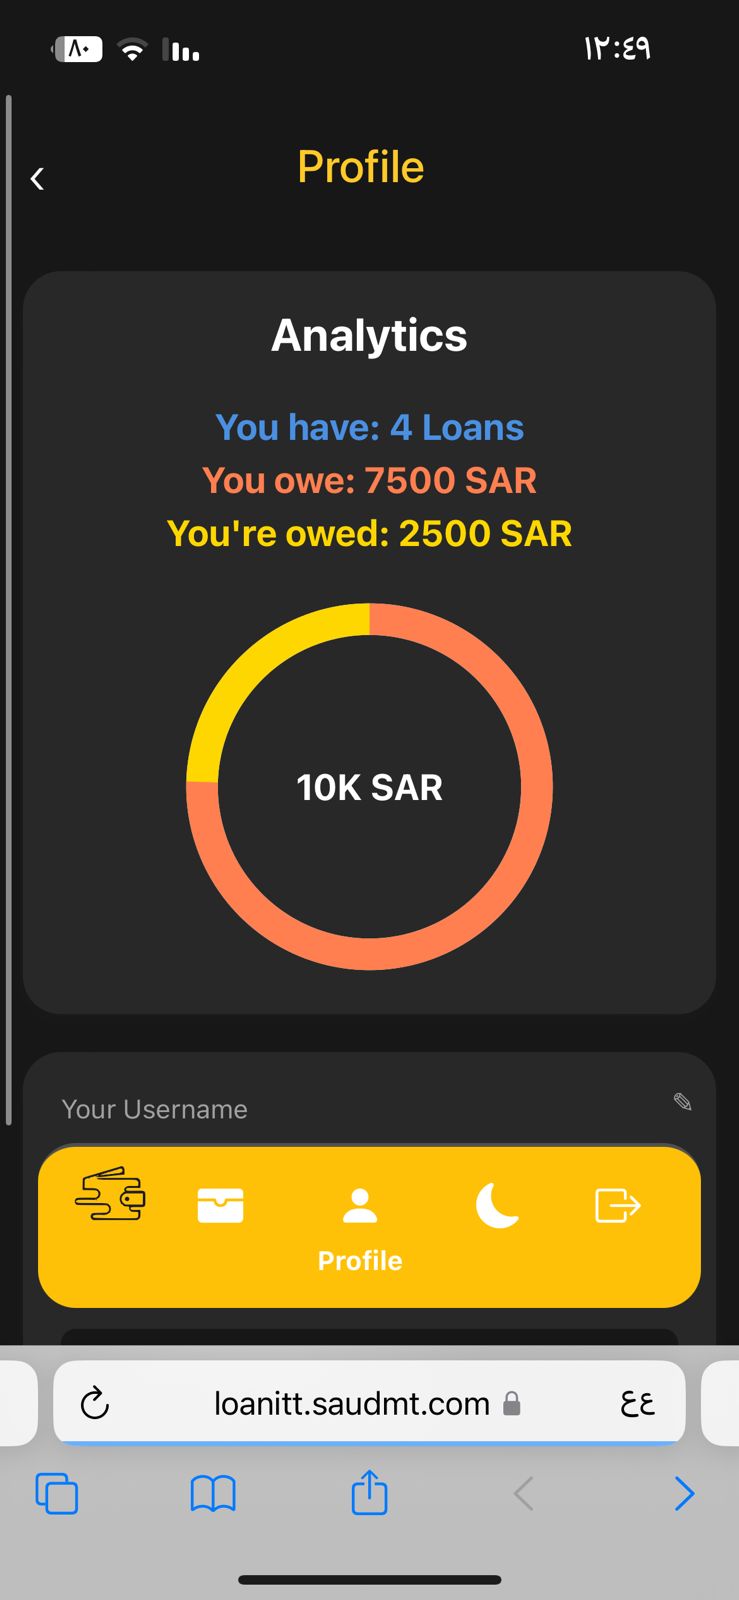 ١٢:٤٩
٨٠
Profile
Analytics
You have: 4 Loans
You owe: 7500 SAR
You're owed: 2500 SAR
10K SAR
Your Username
Profile
loanitt.saudmt.com
عع